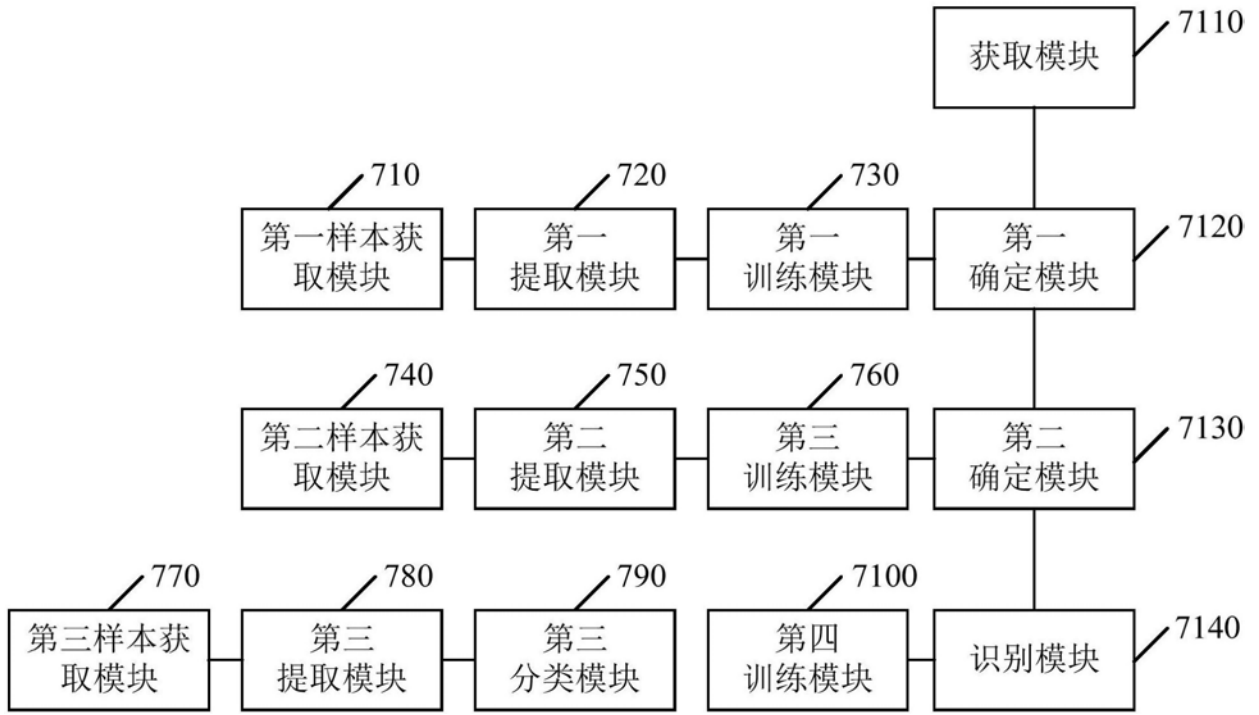 7110
获取模块
710
720
730
7120
第一样本获
取模块
第一
提取模块
第一
训练模块
第一
确定模块
740
750
760
7130
第二样本获
取模块
第二
提取模块
第三
训练模块
第二
确定模块
770
780
790
7100
7140
第三样本获
取模块
第三
提取模块
第三
分类模块
第四
训练模块
识别模块